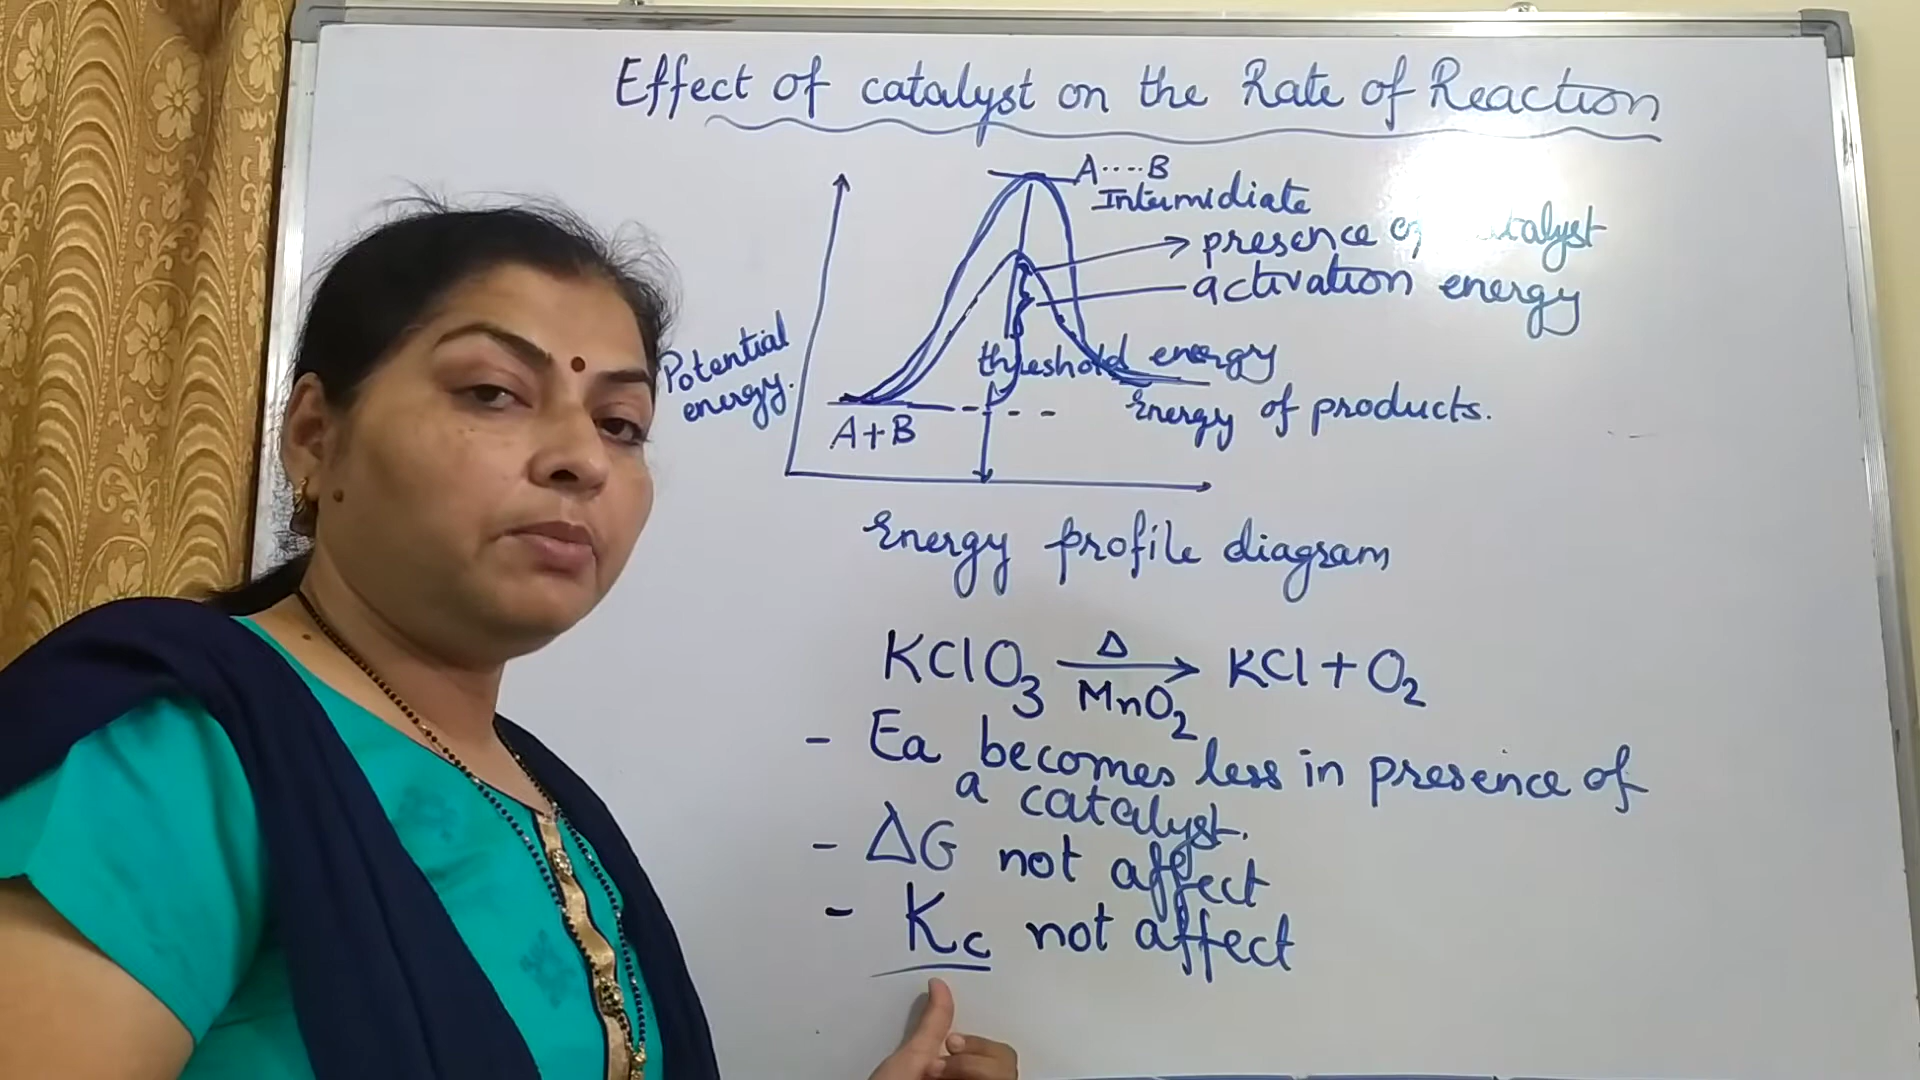 Effect of catalyst on the Rate of Reaction
A....B
Intermidiate
presence of catalyst
activation energy
Potential
energy.
threshold energy
Energy of products.
A+B
Energy profile diagram
KClO3 Δ MnO2 → KCl + O2
- Ea becomes less in presence of
a catalyst.
- ΔG not affect
- Kc not affect